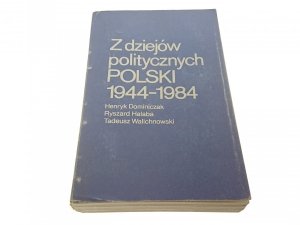 Z dziejów
politycznych
POLSKI
1944-1984
Henryk Dominiczak
Ryszard Halaba
Tadeusz Walichnowski